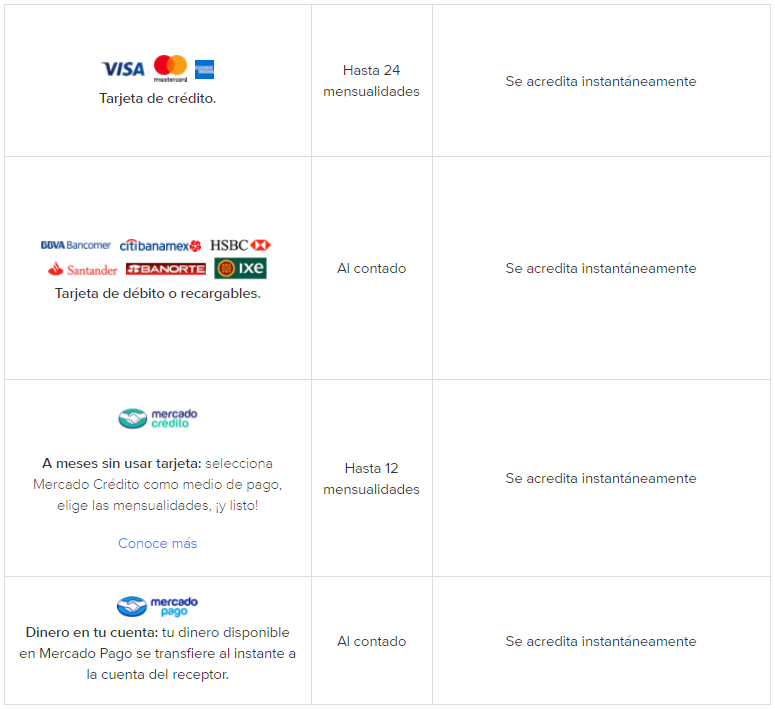 VISA mastercard
Tarjeta de crédito.
Hasta 24
mensualidades
Se acredita instantáneamente
BBVA Bancomer citibanamex HSBC
Santander BANORTE IXE
Tarjeta de débito o recargables.
Al contado
Se acredita instantáneamente
mercado
crédito
A meses sin usar tarjeta: selecciona
Mercado Crédito como medio de pago,
elige las mensualidades, ¡y listo!
Conoce más
Hasta 12
mensualidades
Se acredita instantáneamente
mercado
pago
Dinero en tu cuenta: tu dinero disponible
en Mercado Pago se transfiere al instante a
la cuenta del receptor.
Al contado
Se acredita instantáneamente